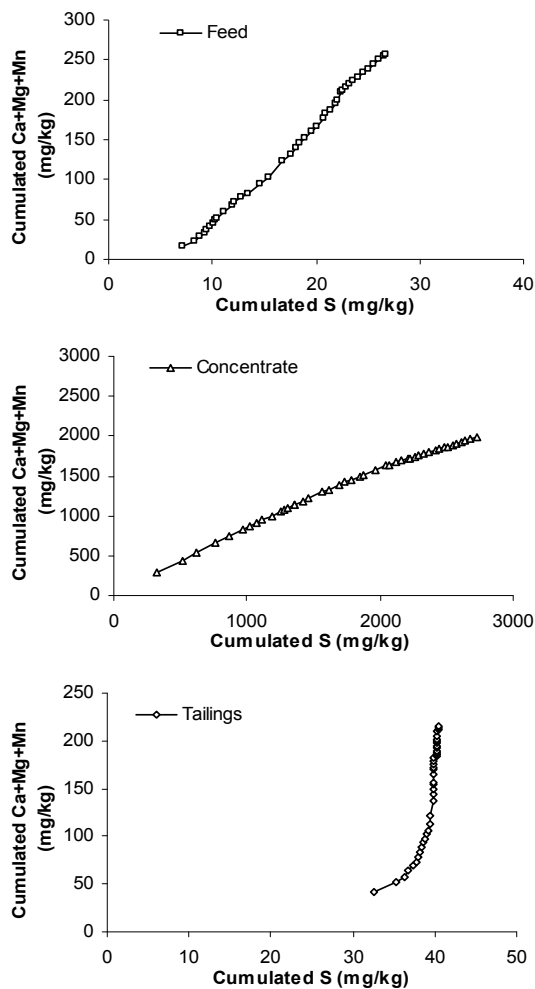 Feed
Cumulated Ca+Mg+Mn
(mg/kg)
300
250
200
150
100
50
0
0 10 20 30 40
Cumulated S (mg/kg)
Concentrate
Cumulated Ca+Mg+Mn
(mg/kg)
3000
2500
2000
1500
1000
500
0
0 1000 2000 3000
Cumulated S (mg/kg)
Tailings
Cumulated Ca+Mg+Mn
(mg/kg)
250
200
150
100
50
0
0 10 20 30 40 50
Cumulated S (mg/kg)